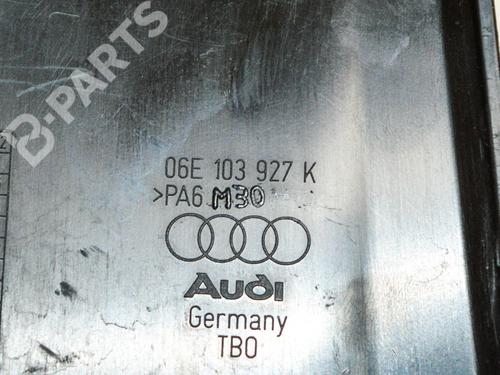 B-PARTS
06E 103 927 K
>PA6 M30
Audi
Germany
TBO